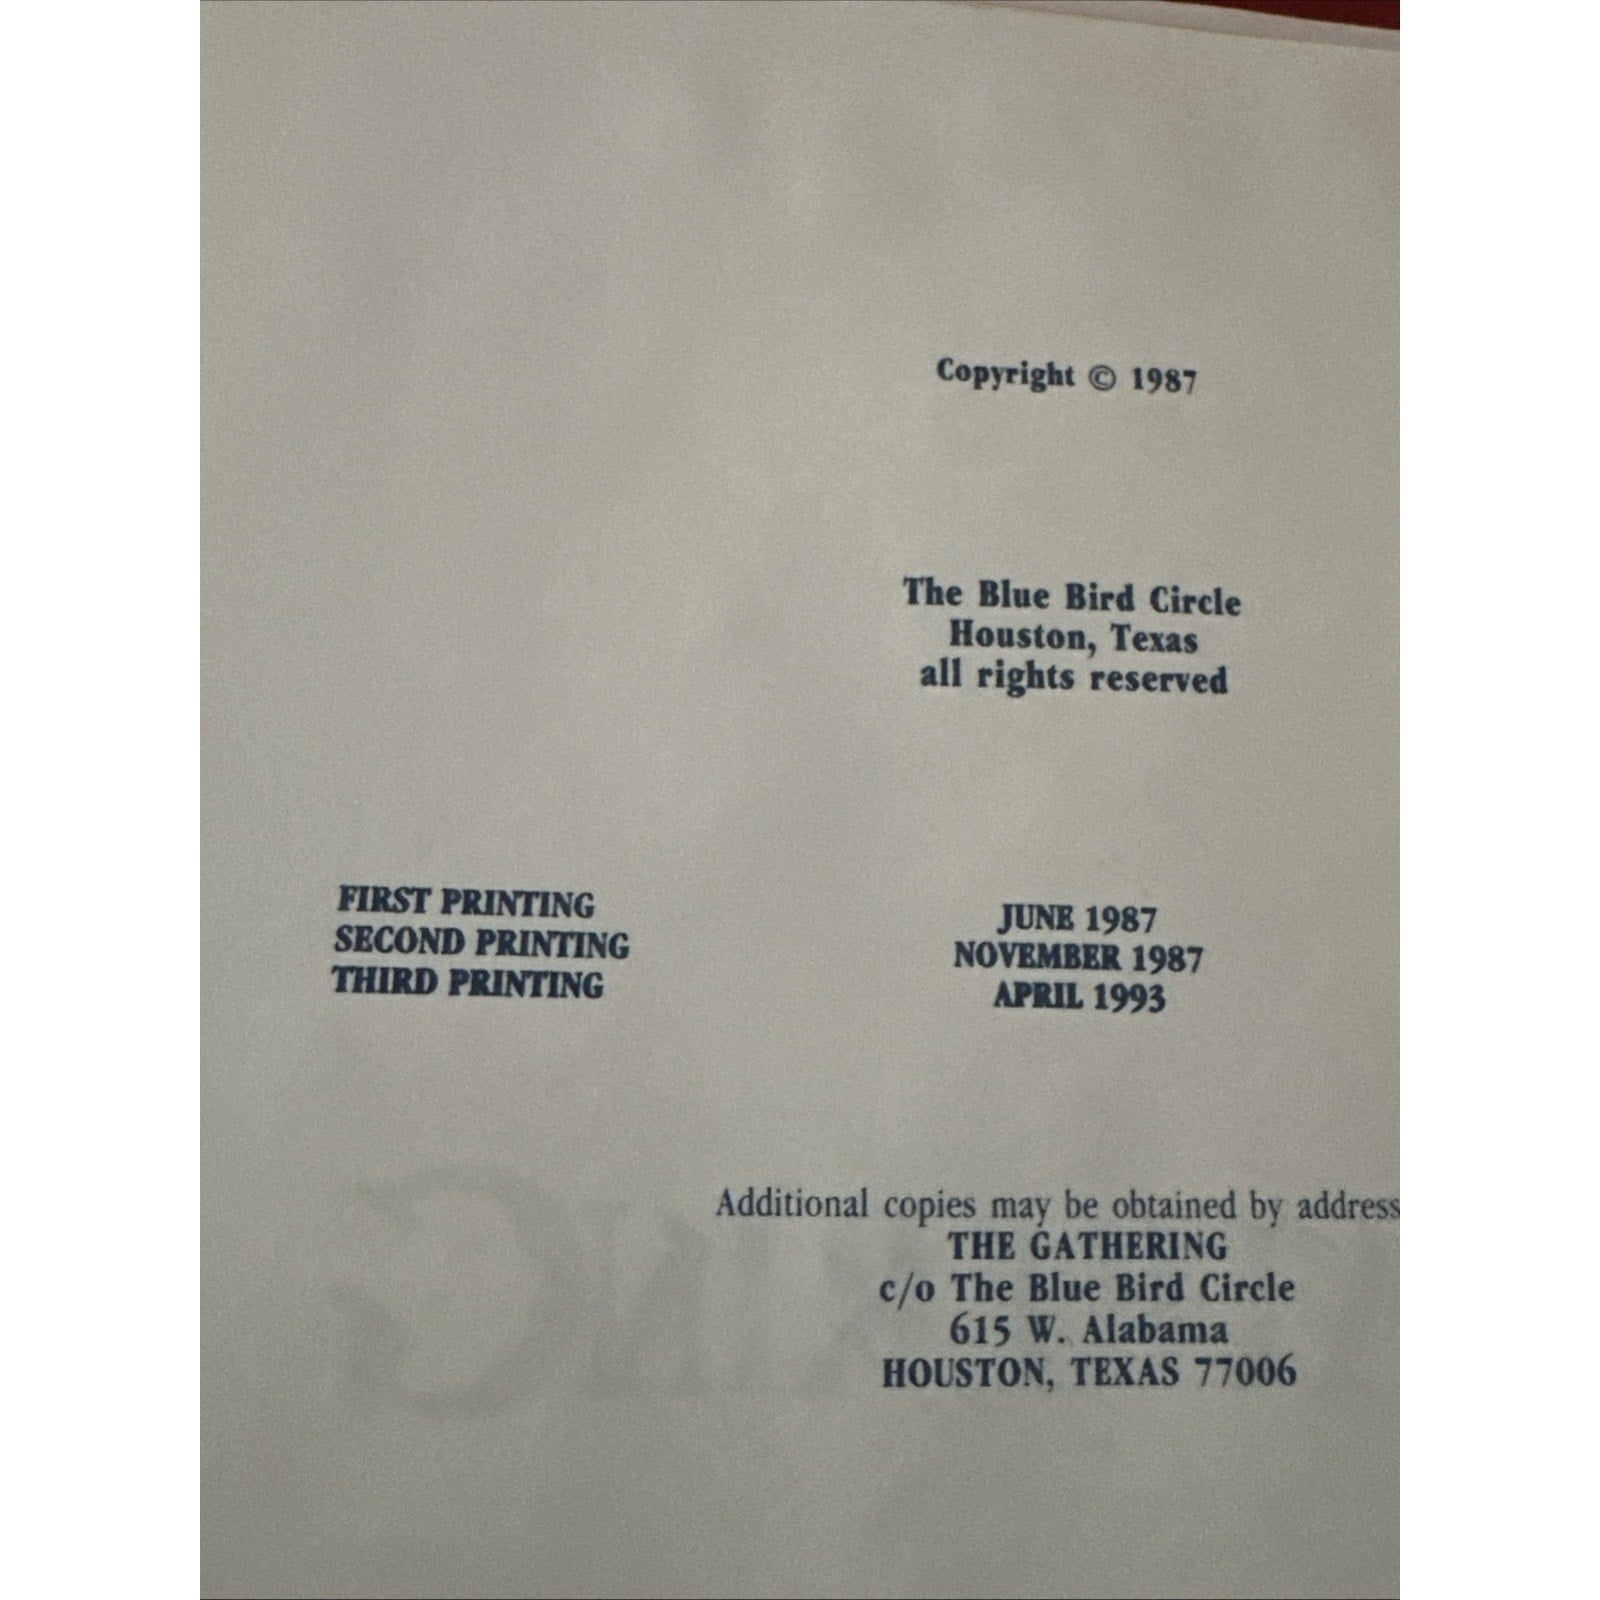 Copyright © 1987
The Blue Bird Circle
Houston, Texas
all rights reserved
FIRST PRINTING JUNE 1987
SECOND PRINTING NOVEMBER 1987
THIRD PRINTING APRIL 1993
Additional copies may be obtained by address
THE GATHERING
c/o The Blue Bird Circle
615 W. Alabama
HOUSTON, TEXAS 77006